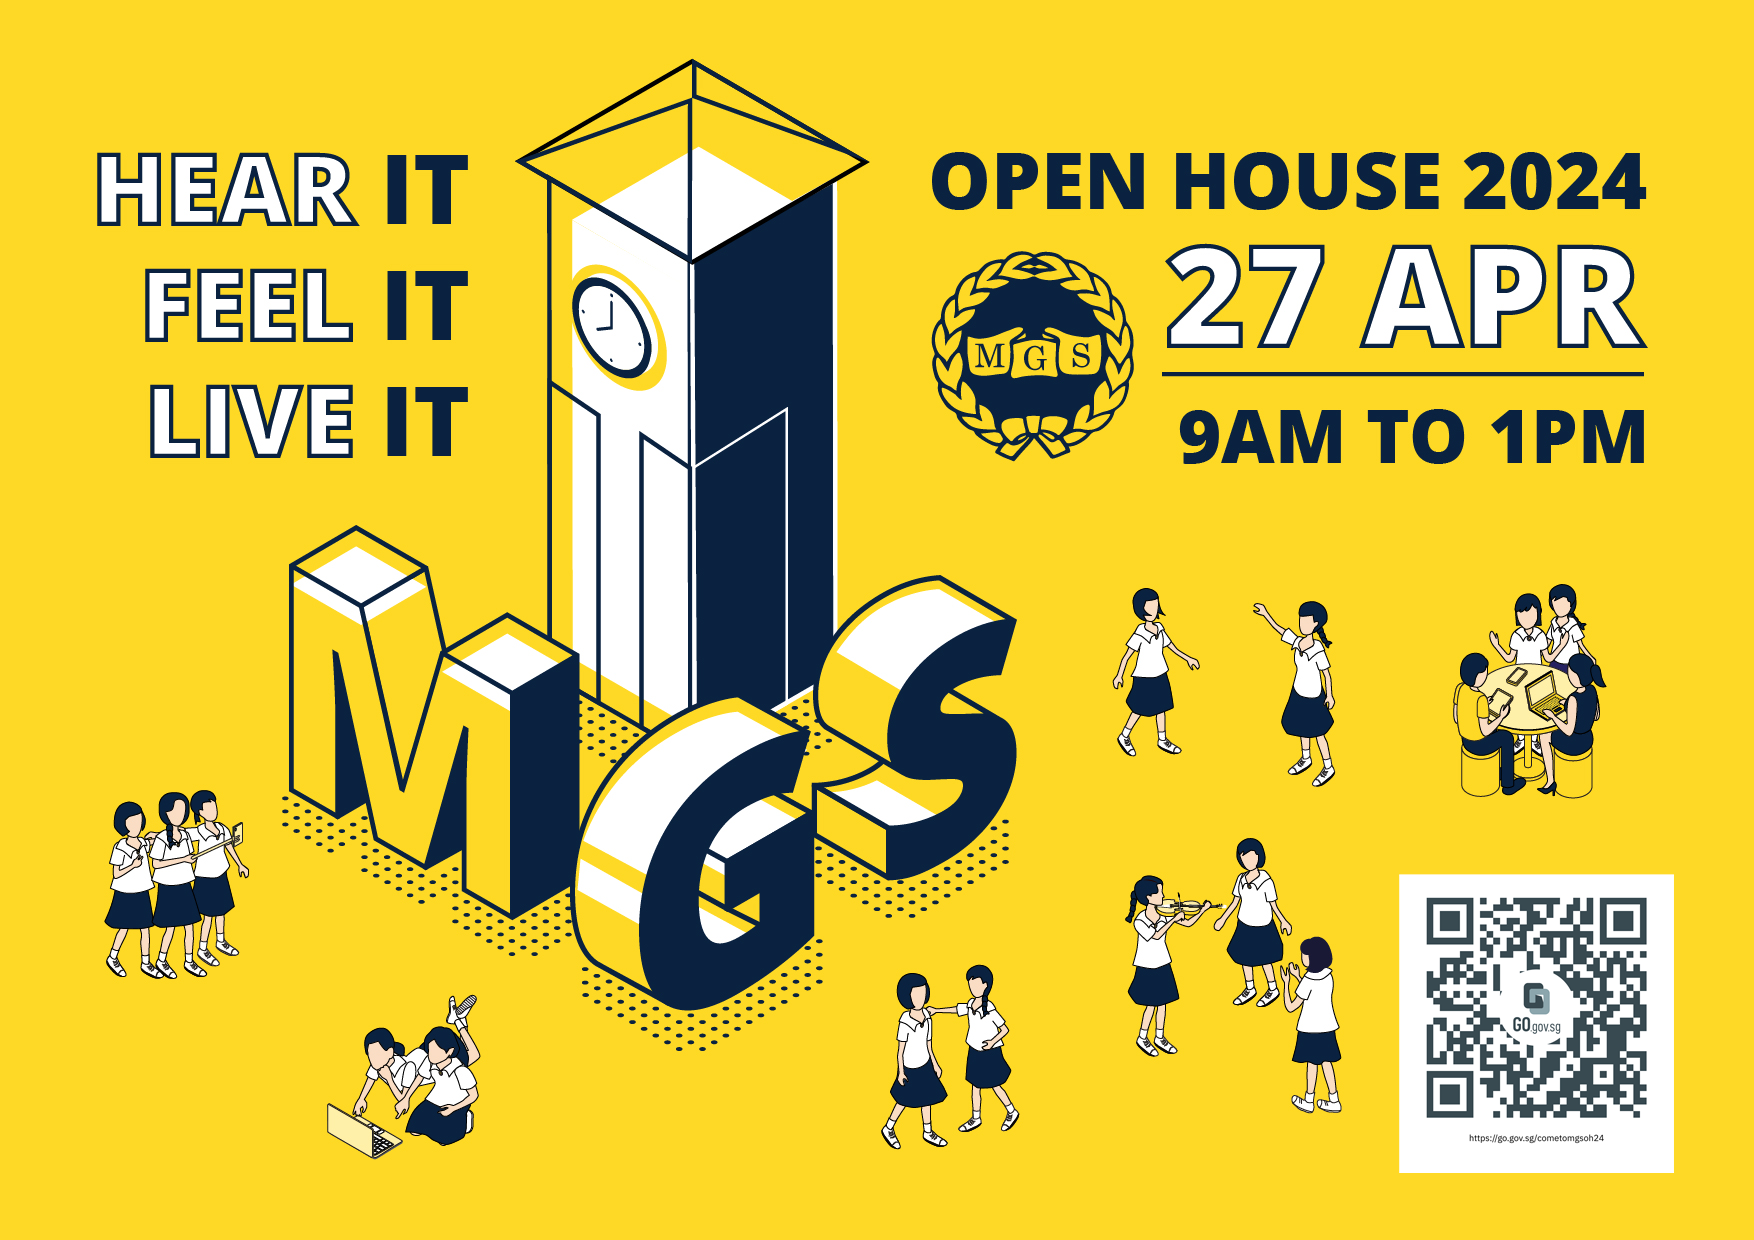 HEAR IT
FEEL IT
LIVE IT
OPEN HOUSE 2024
27 APR
9AM TO 1PM
M G S
MGS
GO.gov.sg
https://go.gov.sg/cometomgsoh24